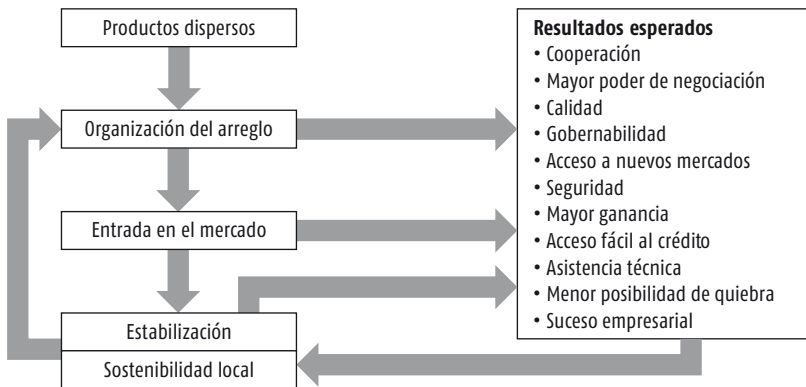 Productos dispersos
Organización del arreglo
Entrada en el mercado
Estabilización
Sostenibilidad local
Resultados esperados
• Cooperación
• Mayor poder de negociación
• Calidad
• Gobernabilidad
• Acceso a nuevos mercados
• Seguridad
• Mayor ganancia
• Acceso fácil al crédito
• Asistencia técnica
• Menor posibilidad de quiebra
• Suceso empresarial